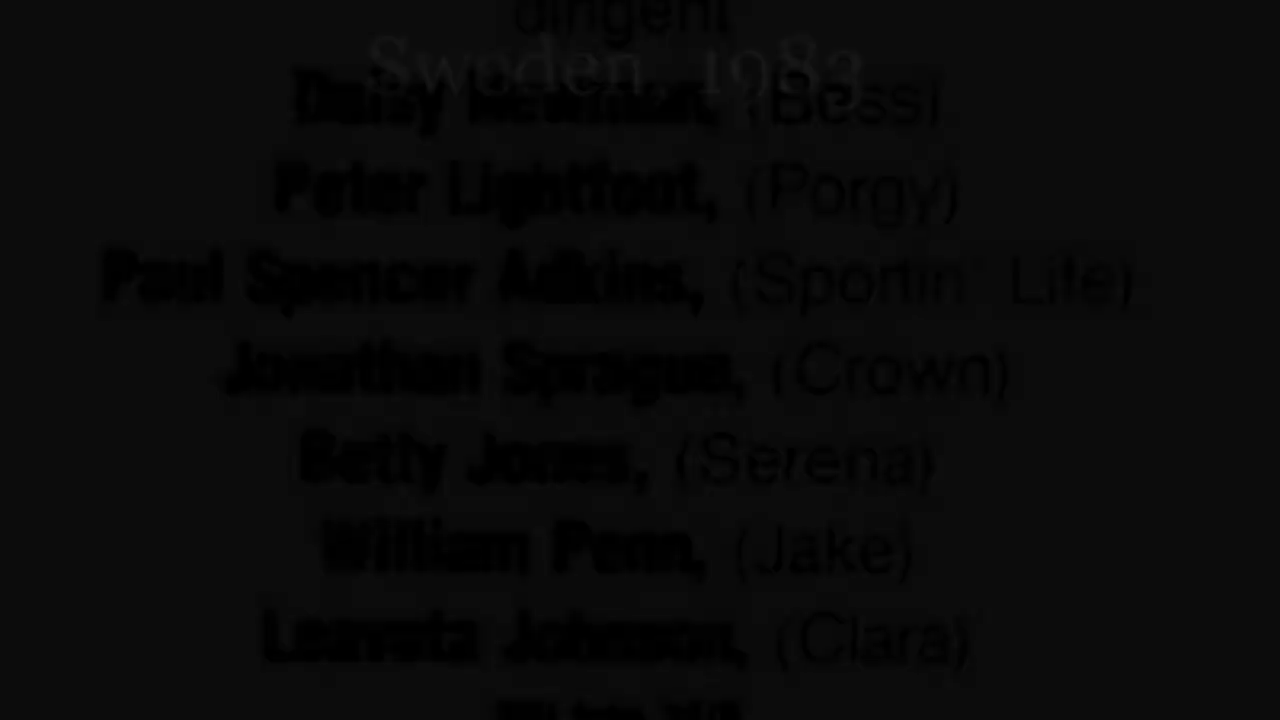 dirigent
Sweden, 1983
Daisy Newman, (Bess)
Peter Lightfoot, (Porgy)
Paul Spencer Adkins, (Sportin' Life)
Jonathan Sprague, (Crown)
Betty Jones, (Serena)
William Penn, (Jake)
Leavata Johnson, (Clara)